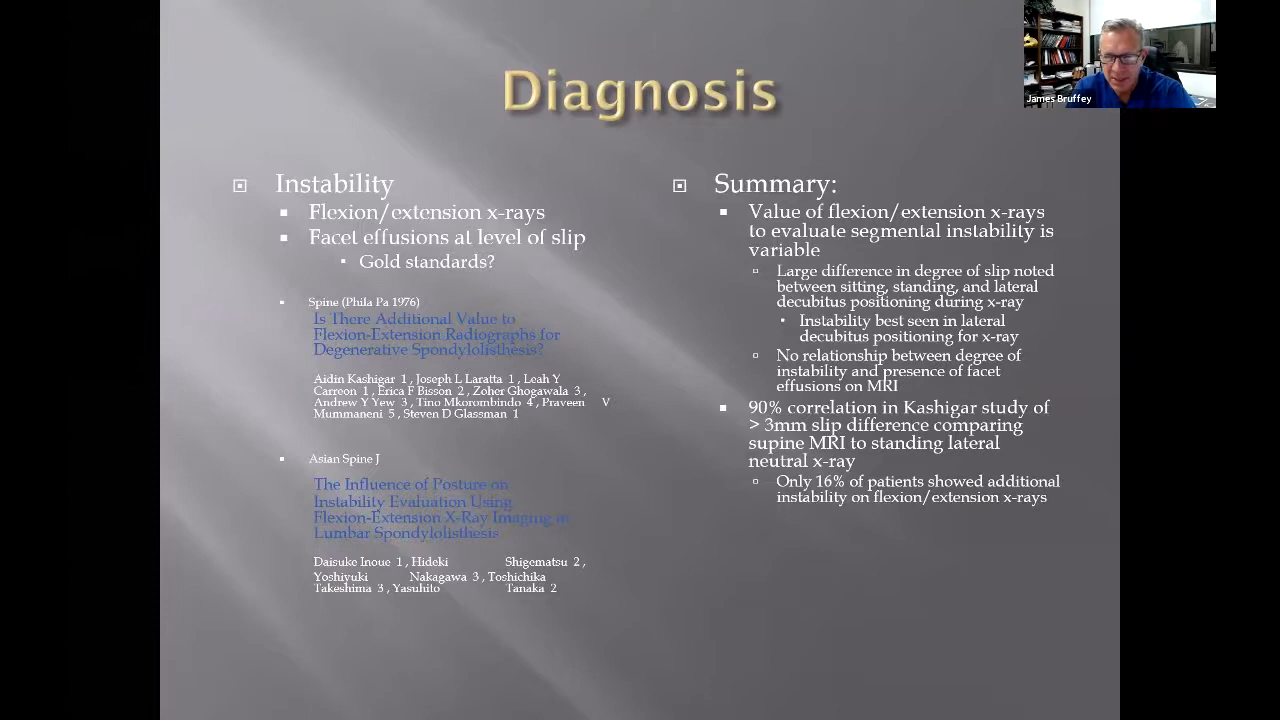 Diagnosis
James Bruffey
Instability
Flexion/extension x-rays
Facet effusions at level of slip
Gold standards?
Spine (Phila Pa 1976)
Is There Additional Value to
Flexion-Extension Radiographs for
Degenerative Spondylolisthesis?
Aidin Kashigar 1 , Joseph L Laratta 1 , Leah Y
Carreon 1 , Erica F Bisson 2 , Zoher Ghogawala 3 ,
Andrew Y Yew 3 , Tino Mkorombindo 4 , Praveen V
Mummaneni 5 , Steven D Glassman 1
Asian Spine J
The Influence of Posture on
Instability Evaluation Using
Flexion-Extension X-Ray Imaging in
Lumbar Spondylolisthesis
Daisuke Inoue 1 , Hideki Shigematsu 2 ,
Yoshiyuki Nakagawa 3 , Toshichika
Takeshima 3 , Yasuhito Tanaka 2
Summary:
Value of flexion/extension x-rays
to evaluate segmental instability is
variable
Large difference in degree of slip noted
between sitting, standing, and lateral
decubitus positioning during x-ray
Instability best seen in lateral
decubitus positioning for x-ray
No relationship between degree of
instability and presence of facet
effusions on MRI
90% correlation in Kashigar study of
> 3mm slip difference comparing
supine MRI to standing lateral
neutral x-ray
Only 16% of patients showed additional
instability on flexion/extension x-rays